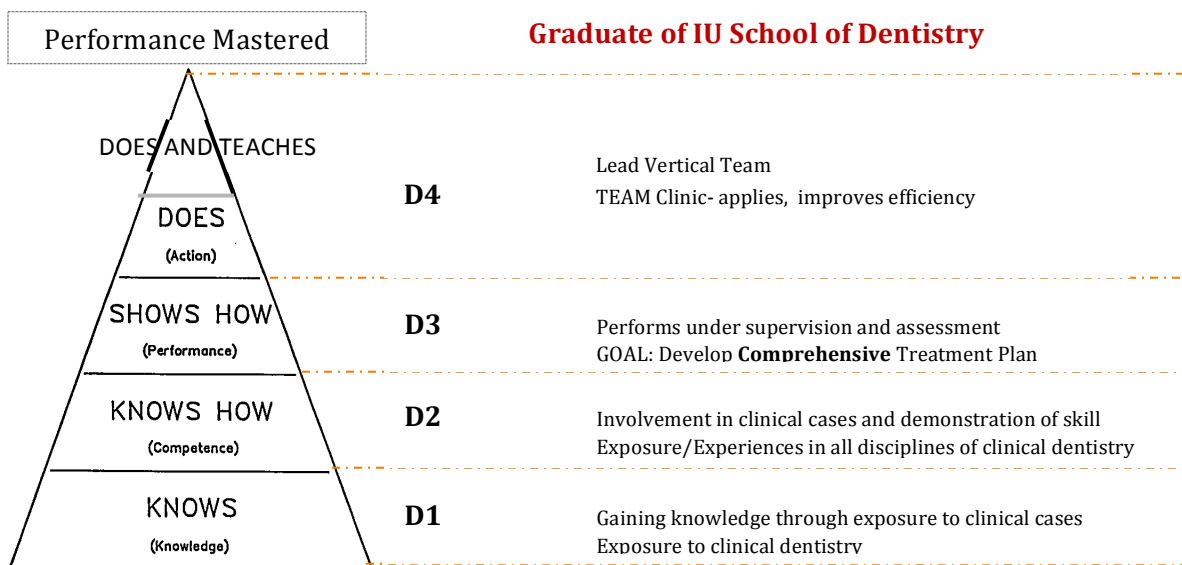 Performance Mastered
Graduate of IU School of Dentistry
DOES AND TEACHES
Lead Vertical Team
D4
TEAM Clinic- applies, improves efficiency
DOES
(Action)
SHOWS HOW
(Performance)
D3
Performs under supervision and assessment
GOAL: Develop Comprehensive Treatment Plan
KNOWS HOW
(Competence)
D2
Involvement in clinical cases and demonstration of skill
Exposure/Experiences in all disciplines of clinical dentistry
KNOWS
(Knowledge)
D1
Gaining knowledge through exposure to clinical cases
Exposure to clinical dentistry